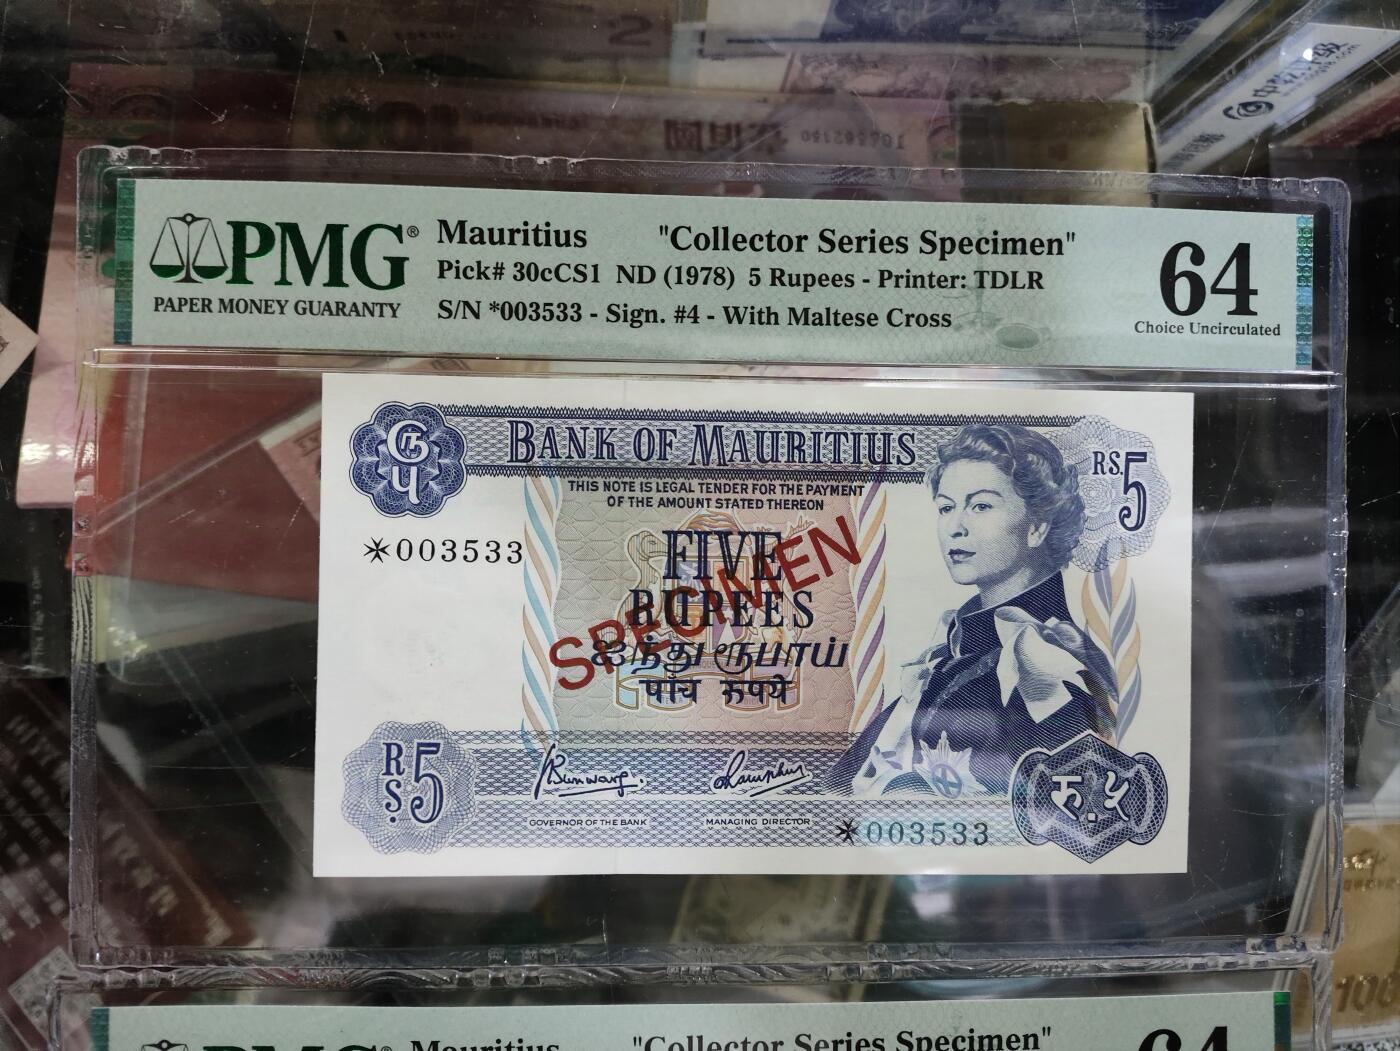 PMG®
PAPER MONEY GUARANTY
Mauritius "Collector Series Specimen"
Pick# 30cCS1 ND (1978) 5 Rupees - Printer: TDLR
S/N *003533 - Sign. #4 - With Maltese Cross
64
Choice Uncirculated
BANK OF MAURITIUS
RS.5
THIS NOTE IS LEGAL TENDER FOR THE PAYMENT
OF THE AMOUNT STATED THEREON
*003533
FIVE
RUPEES
SPECIMEN
ஐந்து ரூபாய்
पाँच रूपये
RS.5
GOVERNOR OF THE BANK
MANAGING DIRECTOR
*003533
रु.५
Mauritius "Collector Series Specimen"
64